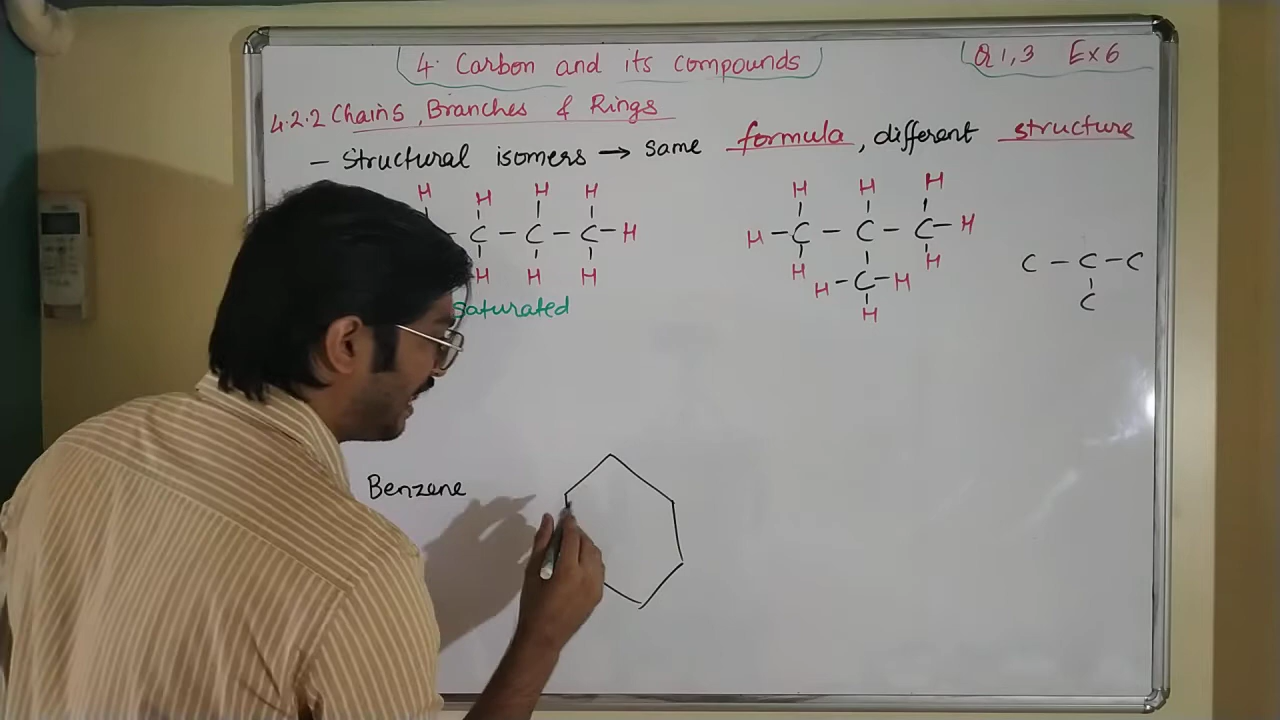 4. Carbon and its compounds
Q 1,3 Ex 6
4.2.2 Chains, Branches & Rings
– Structural isomers → same formula, different structure
H H H H
– C – C – C – H
H H H
saturated
H H H
H – C – C – C – H
H H
H – C – H
H
C – C – C
C
Benzene